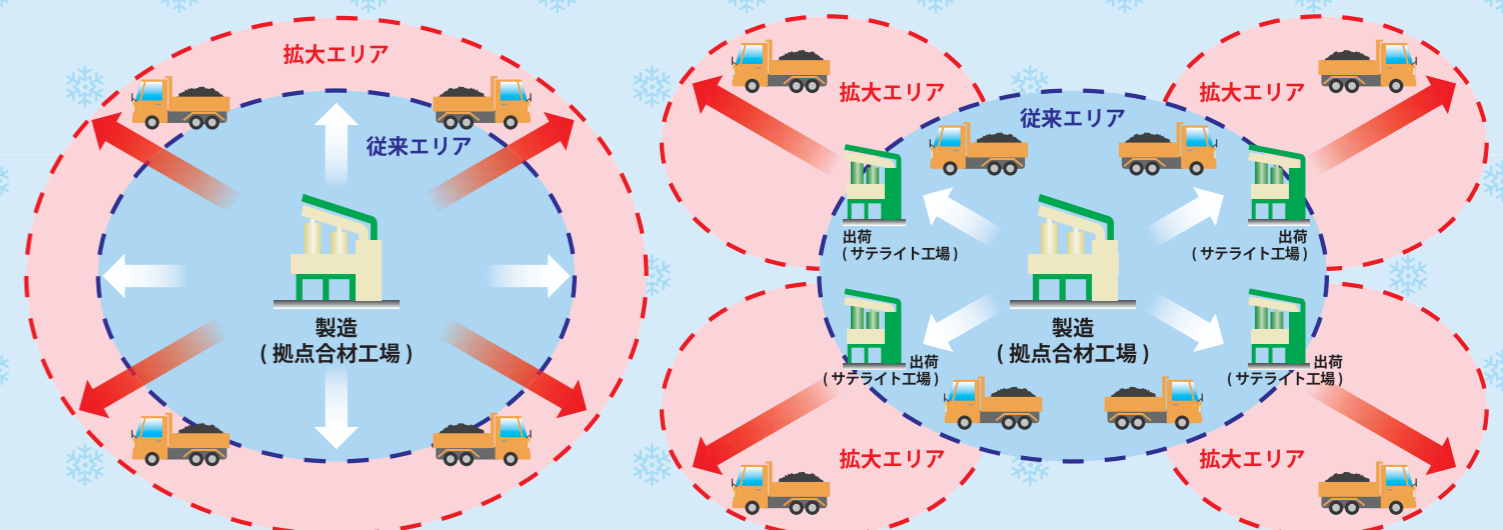 拡大エリア
従来エリア
製造
(拠点合材工場)
拡大エリア
拡大エリア
従来エリア
出荷
(サテライト工場)
出荷
(サテライト工場)
製造
(拠点合材工場)
出荷
(サテライト工場)
出荷
(サテライト工場)
拡大エリア
拡大エリア